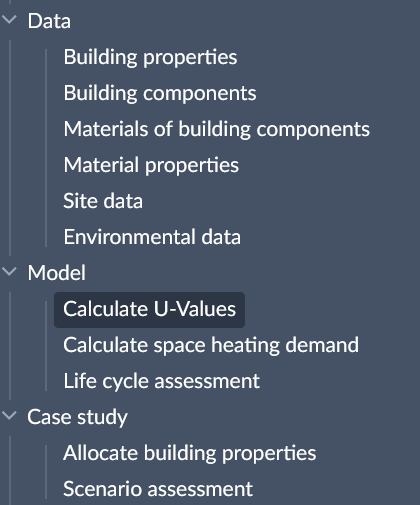 Data
Building properties
Building components
Materials of building components
Material properties
Site data
Environmental data
Model
Calculate U-Values
Calculate space heating demand
Life cycle assessment
Case study
Allocate building properties
Scenario assessment